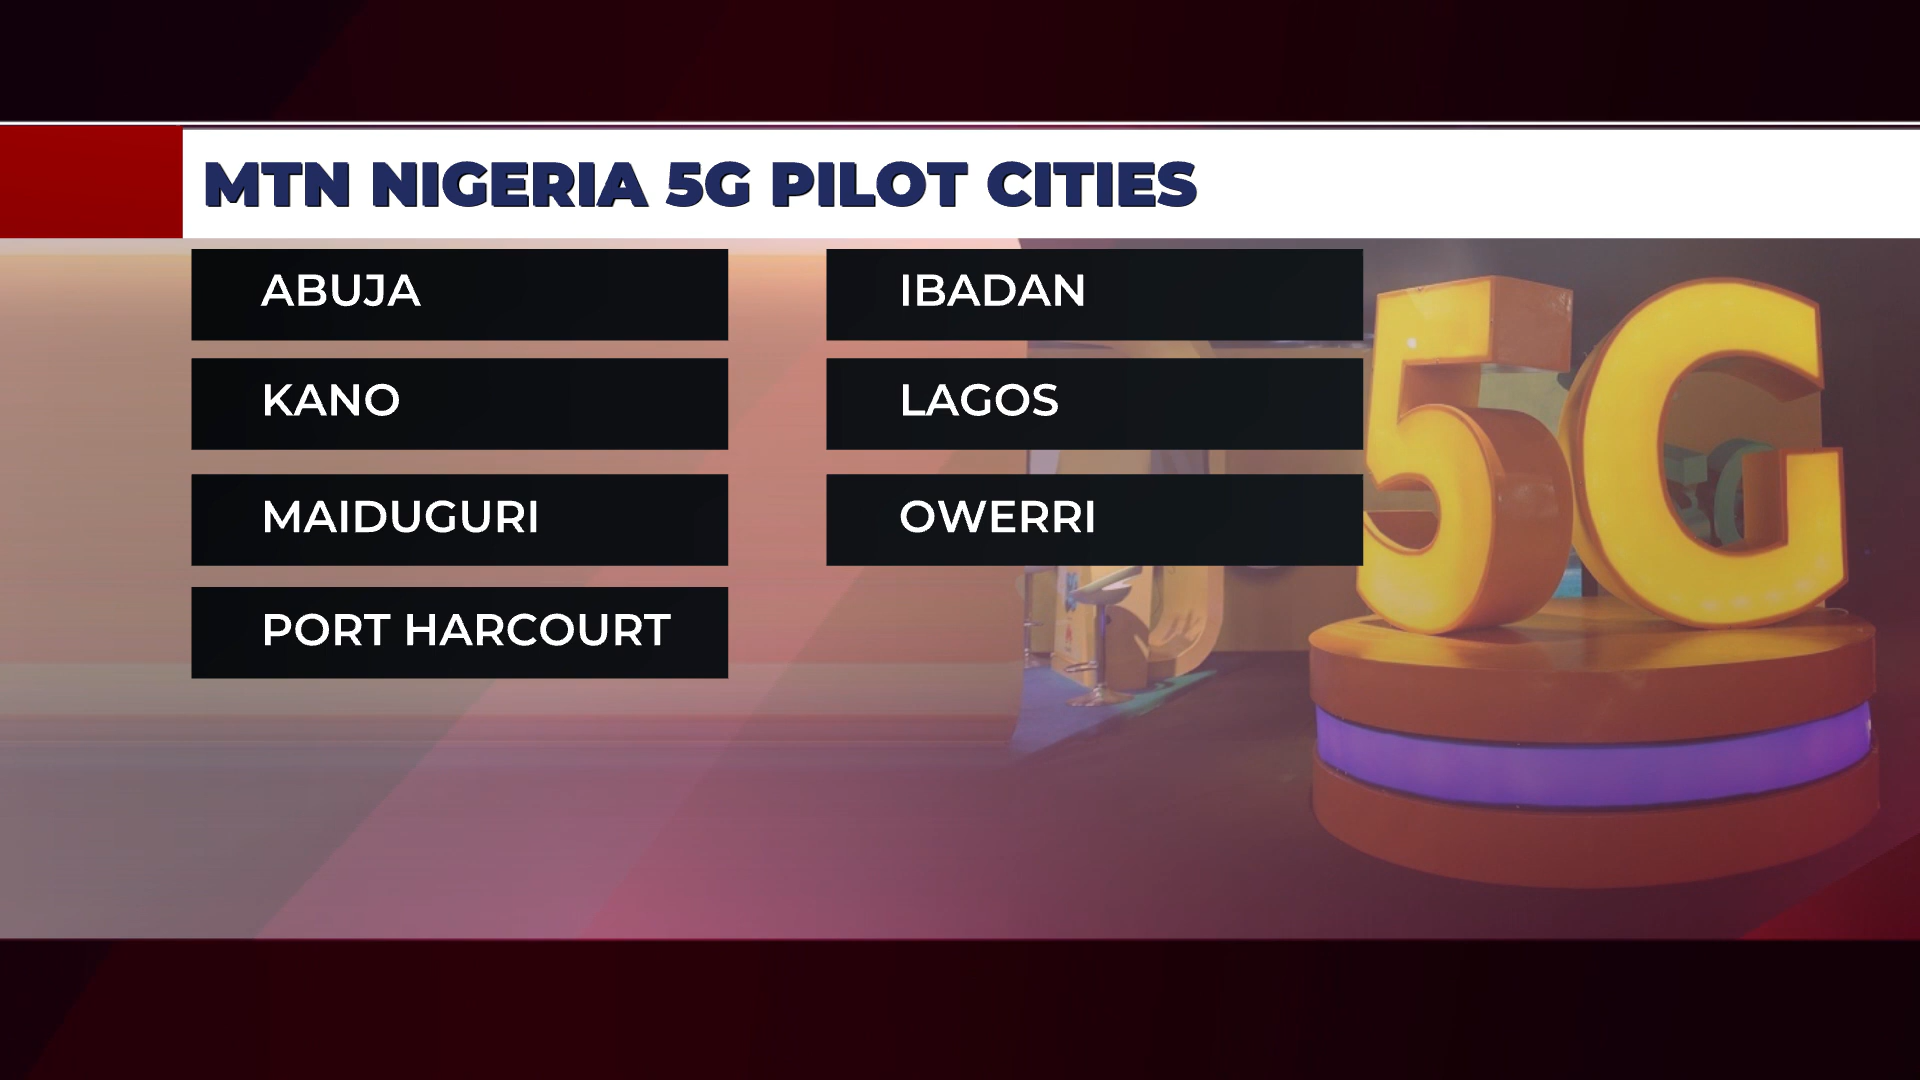 MTN NIGERIA 5G PILOT CITIES
ABUJA
IBADAN
KANO
LAGOS
MAIDUGURI
OWERRI
PORT HARCOURT
5G